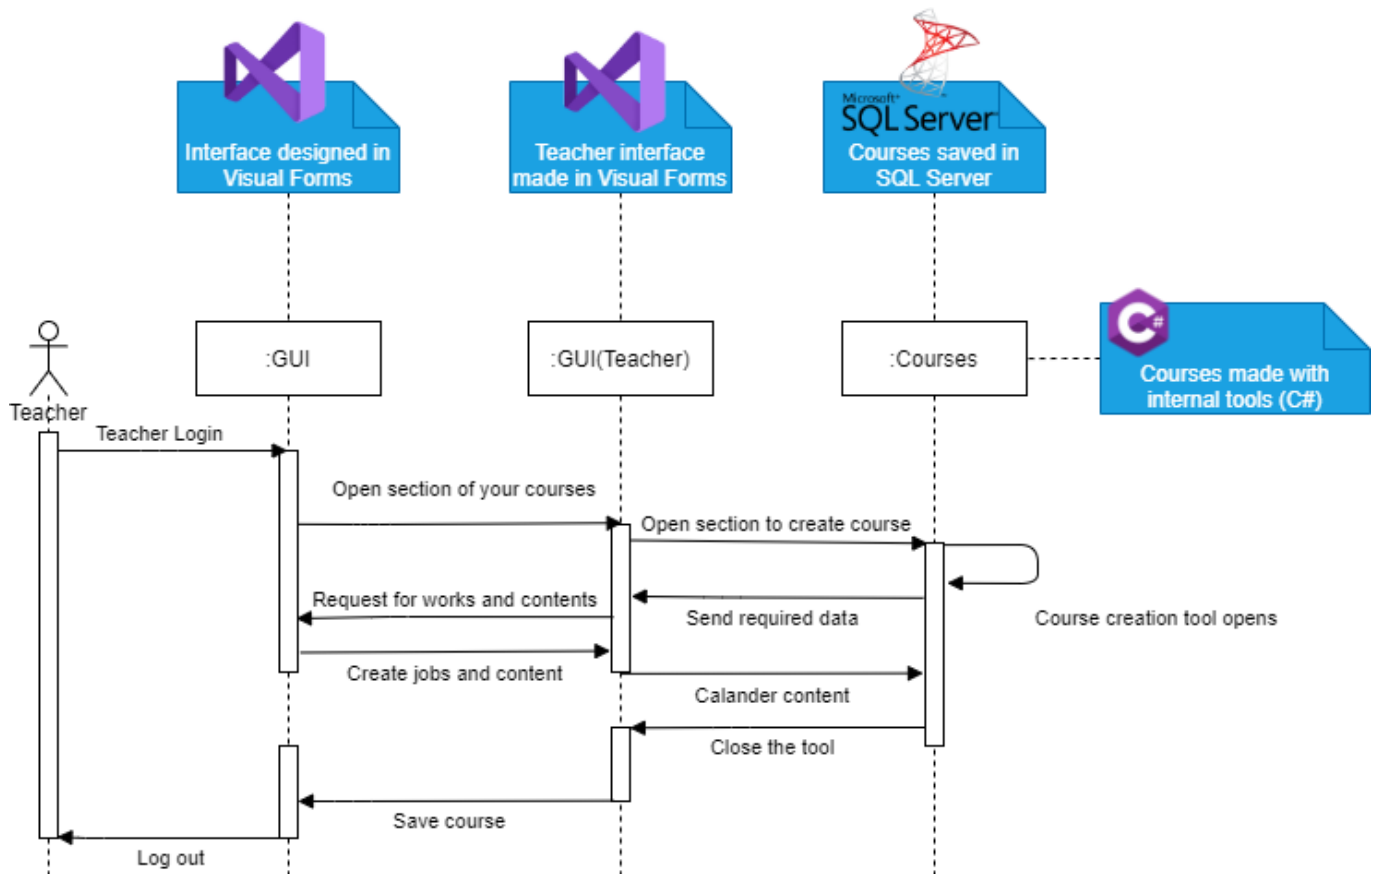 Microsoft®
SQL Server
Interface designed in
Visual Forms
Teacher interface
made in Visual Forms
Courses saved in
SQL Server
C#
:GUI
:GUI(Teacher)
:Courses
Courses made with
internal tools (C#)
Teacher
Teacher Login
Open section of your courses
Open section to create course
Request for works and contents
Send required data
Course creation tool opens
Create jobs and content
Calander content
Close the tool
Save course
Log out